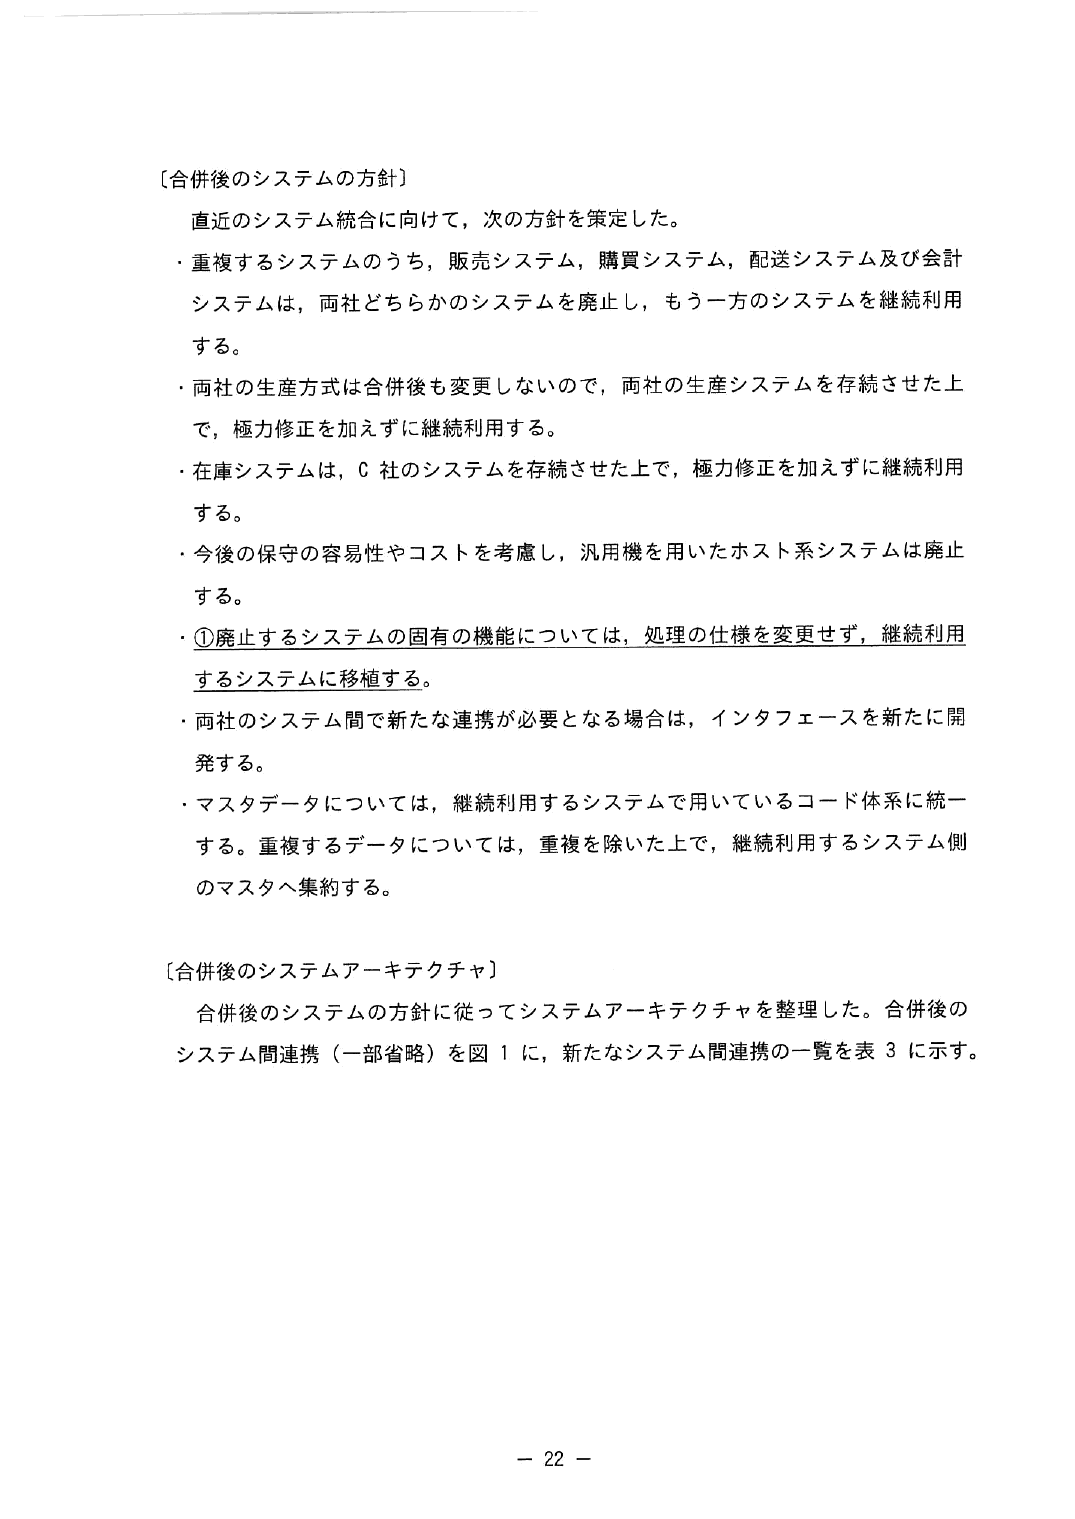 〔合併後のシステムの方針〕
直近のシステム統合に向けて，次の方針を策定した。
・重複するシステムのうち，販売システム，購買システム，配送システム及び会計
システムは，両社どちらかのシステムを廃止し，もう一方のシステムを継続利用
する。
・両社の生産方式は合併後も変更しないので，両社の生産システムを存続させた上
で，極力修正を加えずに継続利用する。
・在庫システムは，C 社のシステムを存続させた上で，極力修正を加えずに継続利用
する。
・今後の保守の容易性やコストを考慮し，汎用機を用いたホスト系システムは廃止
する。
・①廃止するシステムの固有の機能については，処理の仕様を変更せず，継続利用
するシステムに移植する。
・両社のシステム間で新たな連携が必要となる場合は，インタフェースを新たに開
発する。
・マスタデータについては，継続利用するシステムで用いているコード体系に統一
する。重複するデータについては，重複を除いた上で，継続利用するシステム側
のマスタへ集約する。
〔合併後のシステムアーキテクチャ〕
合併後のシステムの方針に従ってシステムアーキテクチャを整理した。合併後の
システム間連携（一部省略）を図 1 に，新たなシステム間連携の一覧を表 3 に示す。
― 22 ―